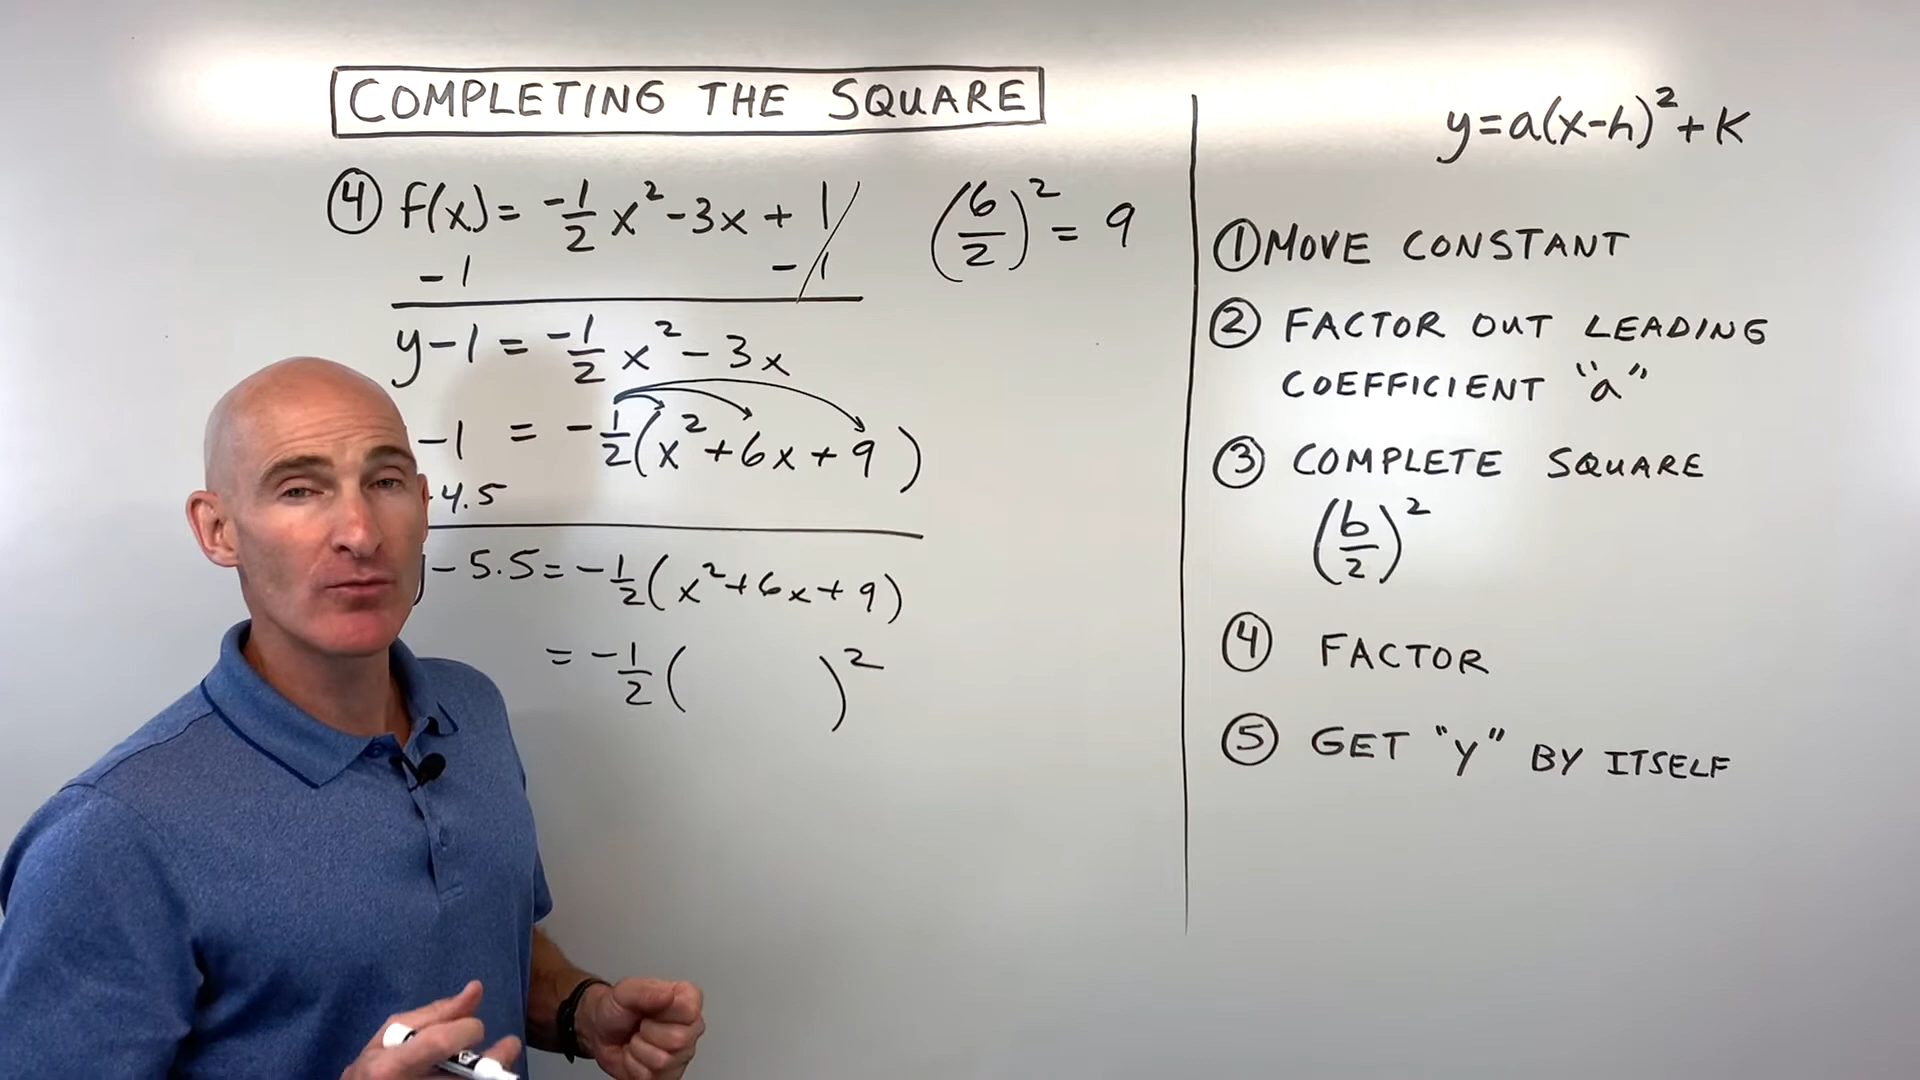 COMPLETING THE SQUARE
④ f(x) = -1/2 x² - 3x + 1
(6/2)² = 9
-1 -1
y - 1 = -1/2 x² - 3x
-1 = -1/2 (x² + 6x + 9)
-4.5
- 5.5 = -1/2 (x² + 6x + 9)
= -1/2 ( )²
y = a(x-h)² + k
① MOVE CONSTANT
② FACTOR OUT LEADING
COEFFICIENT "a"
③ COMPLETE SQUARE
(b/2)²
④ FACTOR
⑤ GET "y" BY ITSELF